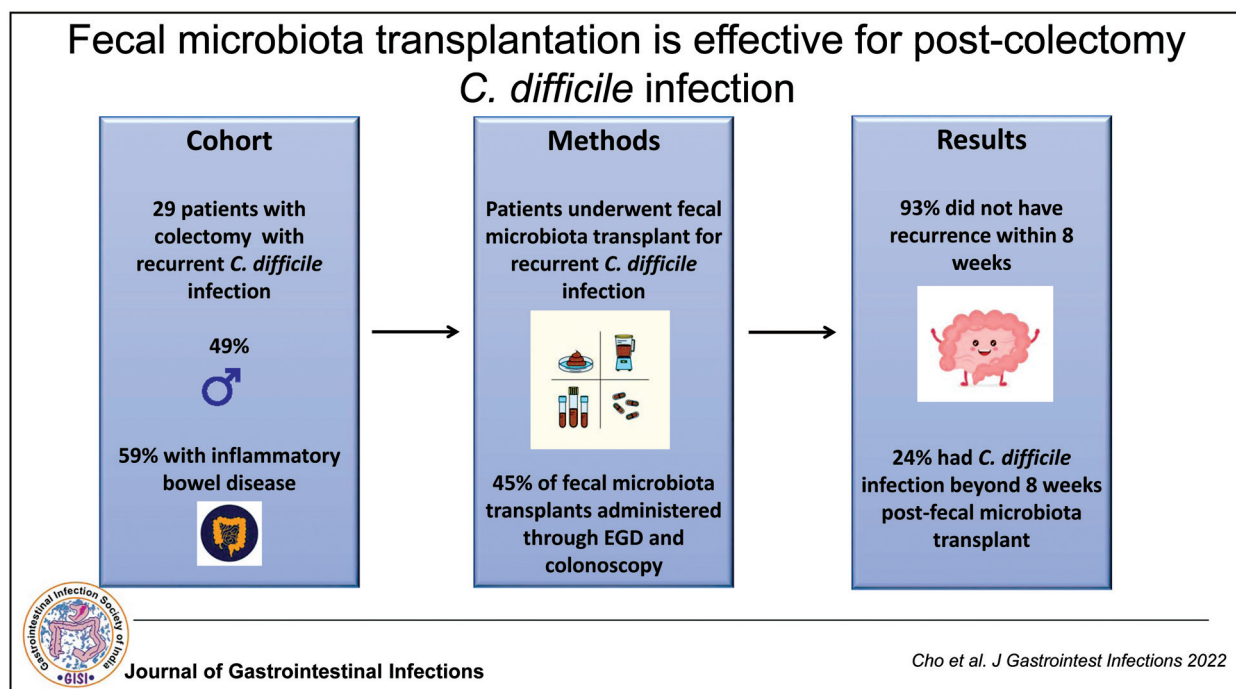 Fecal microbiota transplantation is effective for post-colectomy
C. difficile infection
Cohort
29 patients with
colectomy with
recurrent C. difficile
infection
49%
59% with inflammatory
bowel disease
Methods
Patients underwent fecal
microbiota transplant for
recurrent C. difficile
infection
45% of fecal microbiota
transplants administered
through EGD and
colonoscopy
Results
93% did not have
recurrence within 8
weeks
24% had C. difficile
infection beyond 8 weeks
post-fecal microbiota
transplant
Gastrointestinal Infection Society of India
•GISI•
Journal of Gastrointestinal Infections
Cho et al. J Gastrointest Infections 2022